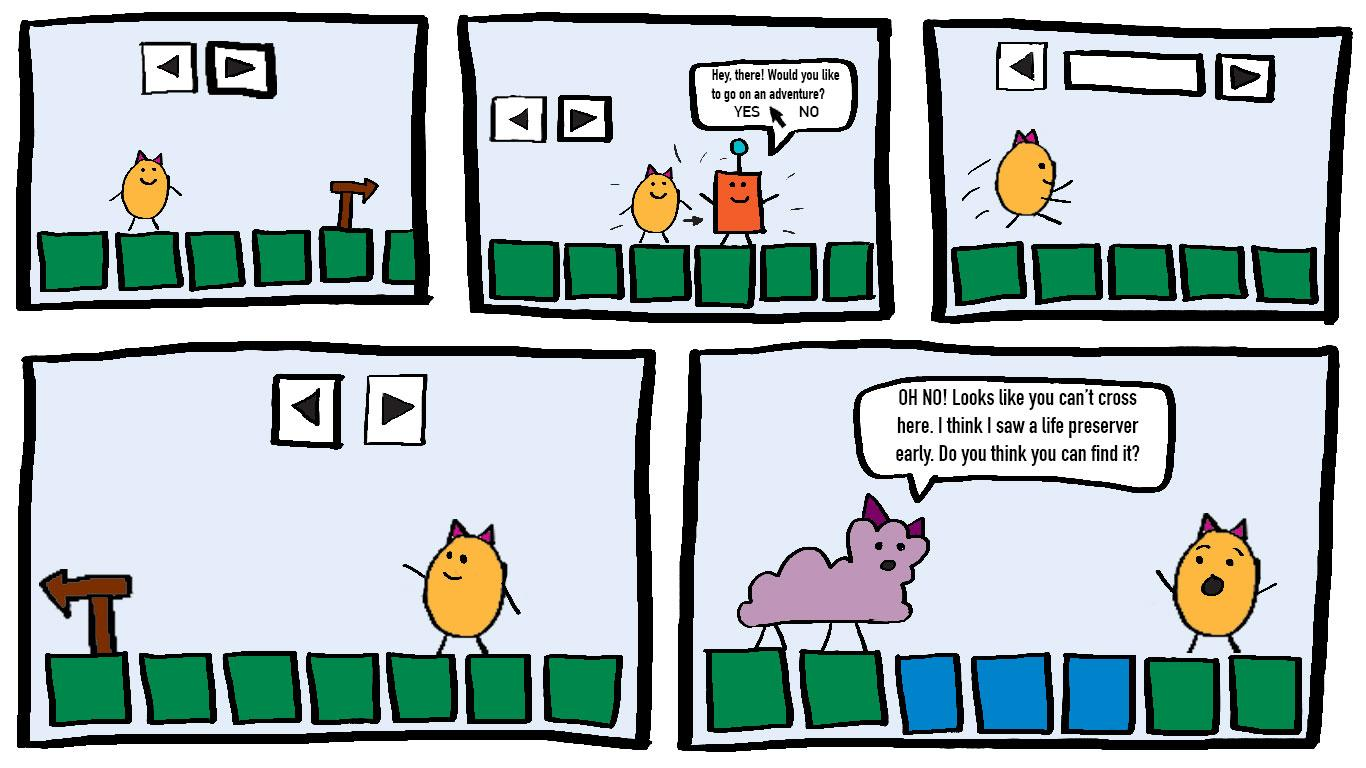 Hey, there! Would you like
to go on an adventure?
YES NO
OH NO! Looks like you can't cross
here. I think I saw a life preserver
early. Do you think you can find it?